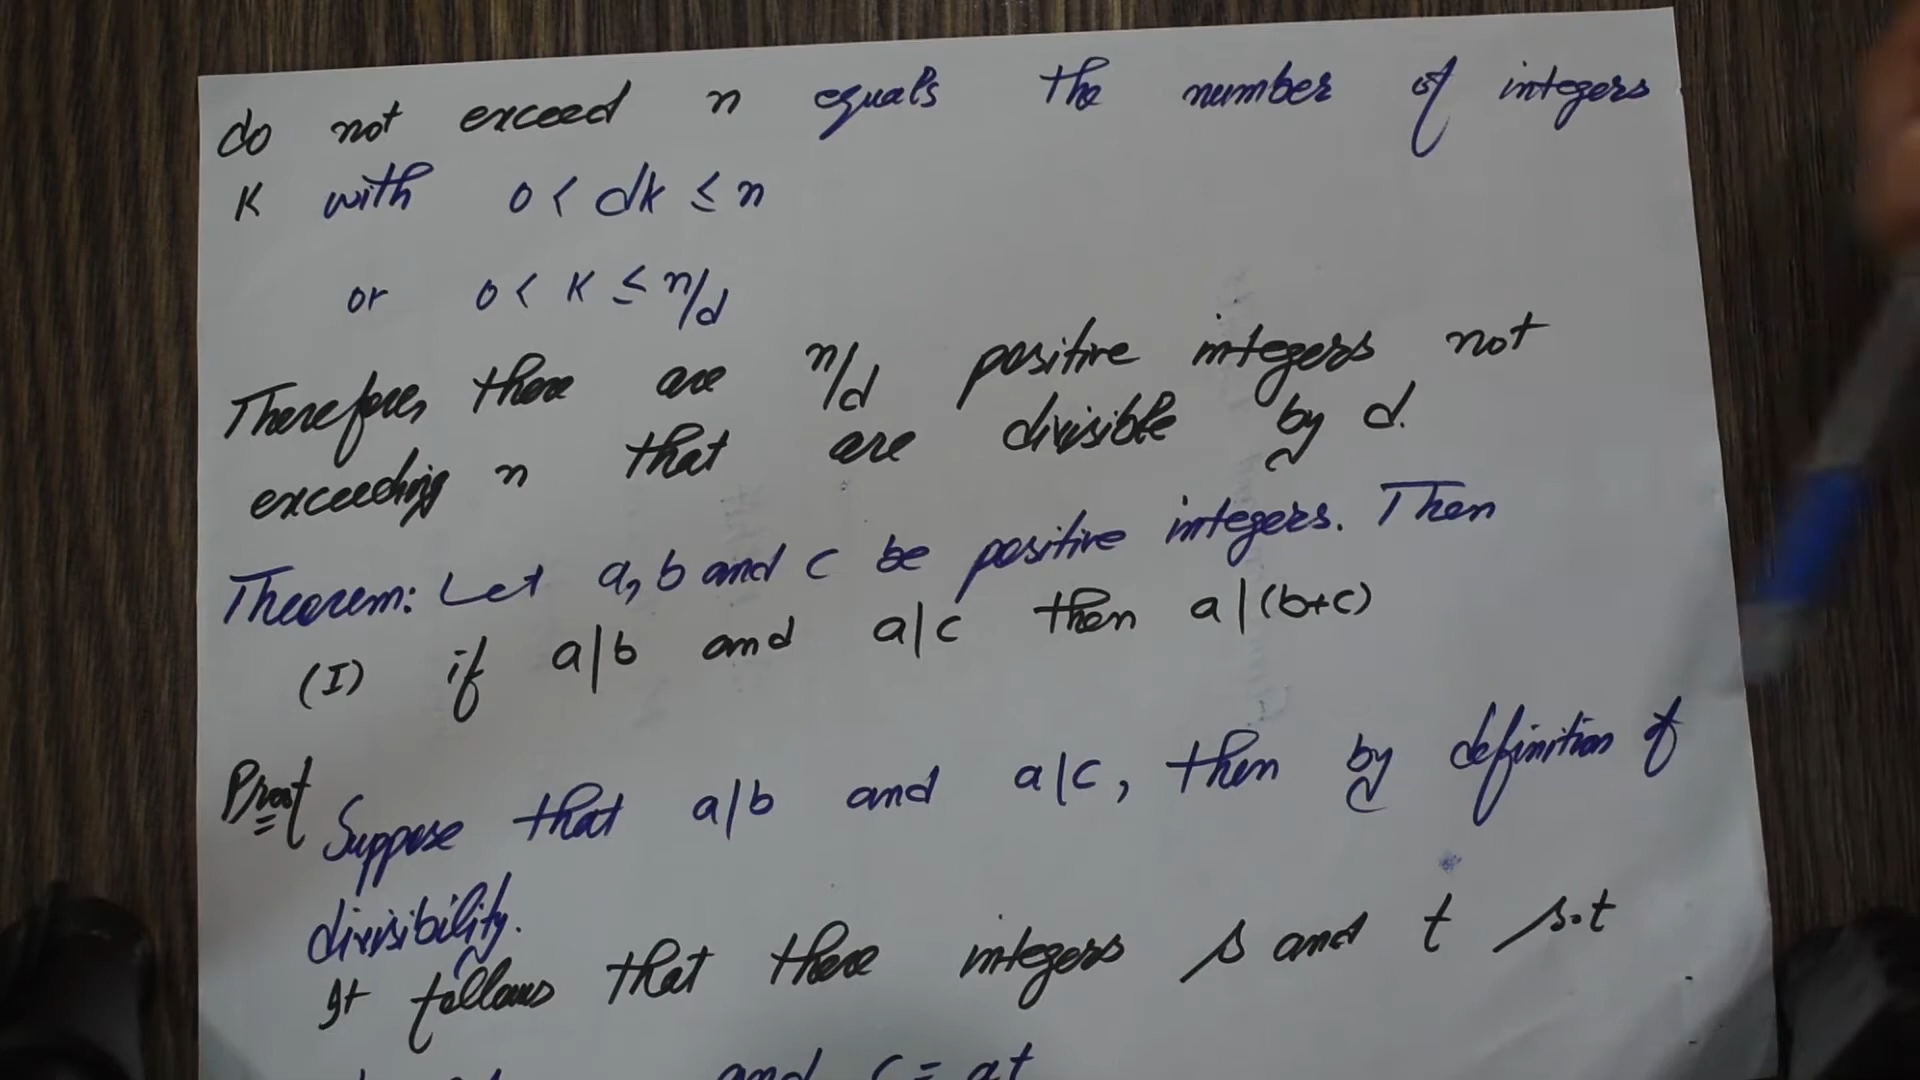 do not exceed n equals the number of integers
K with 0 < dk ≤ n
or 0 < K ≤ n/d
Therefore, there are n/d positive integers not
exceeding n that are divisible by d.
Theorem: Let a, b and c be positive integers. Then
(I) if a|b and a|c then a|(b+c)
Proof
Suppose that a|b and a|c, then by definition of
divisibility.
It follows that there integers s and t s.t
and c = at